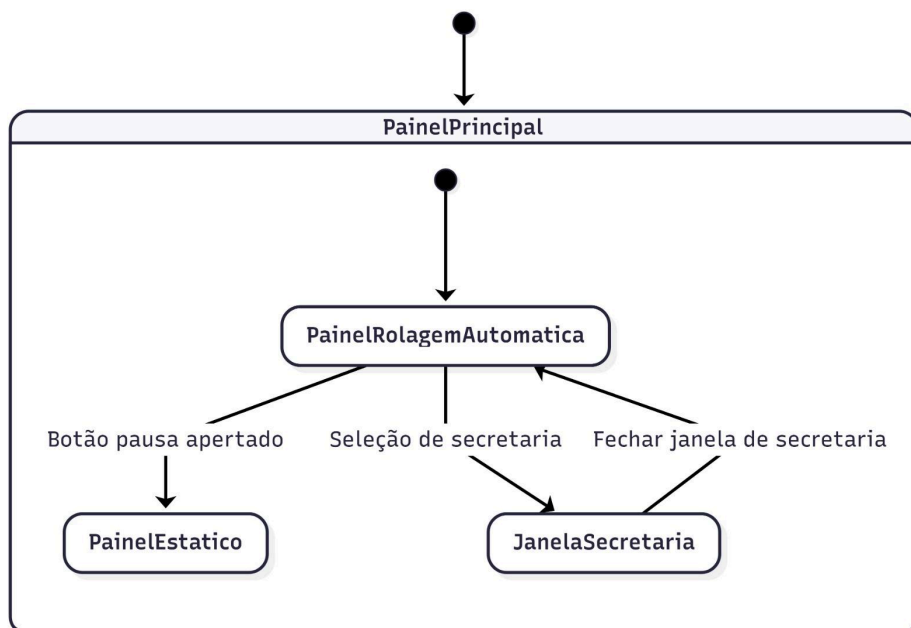 PainelPrincipal
PainelRolagemAutomatica
Botão pausa apertado
Seleção de secretaria
Fechar janela de secretaria
PainelEstatico
JanelaSecretaria